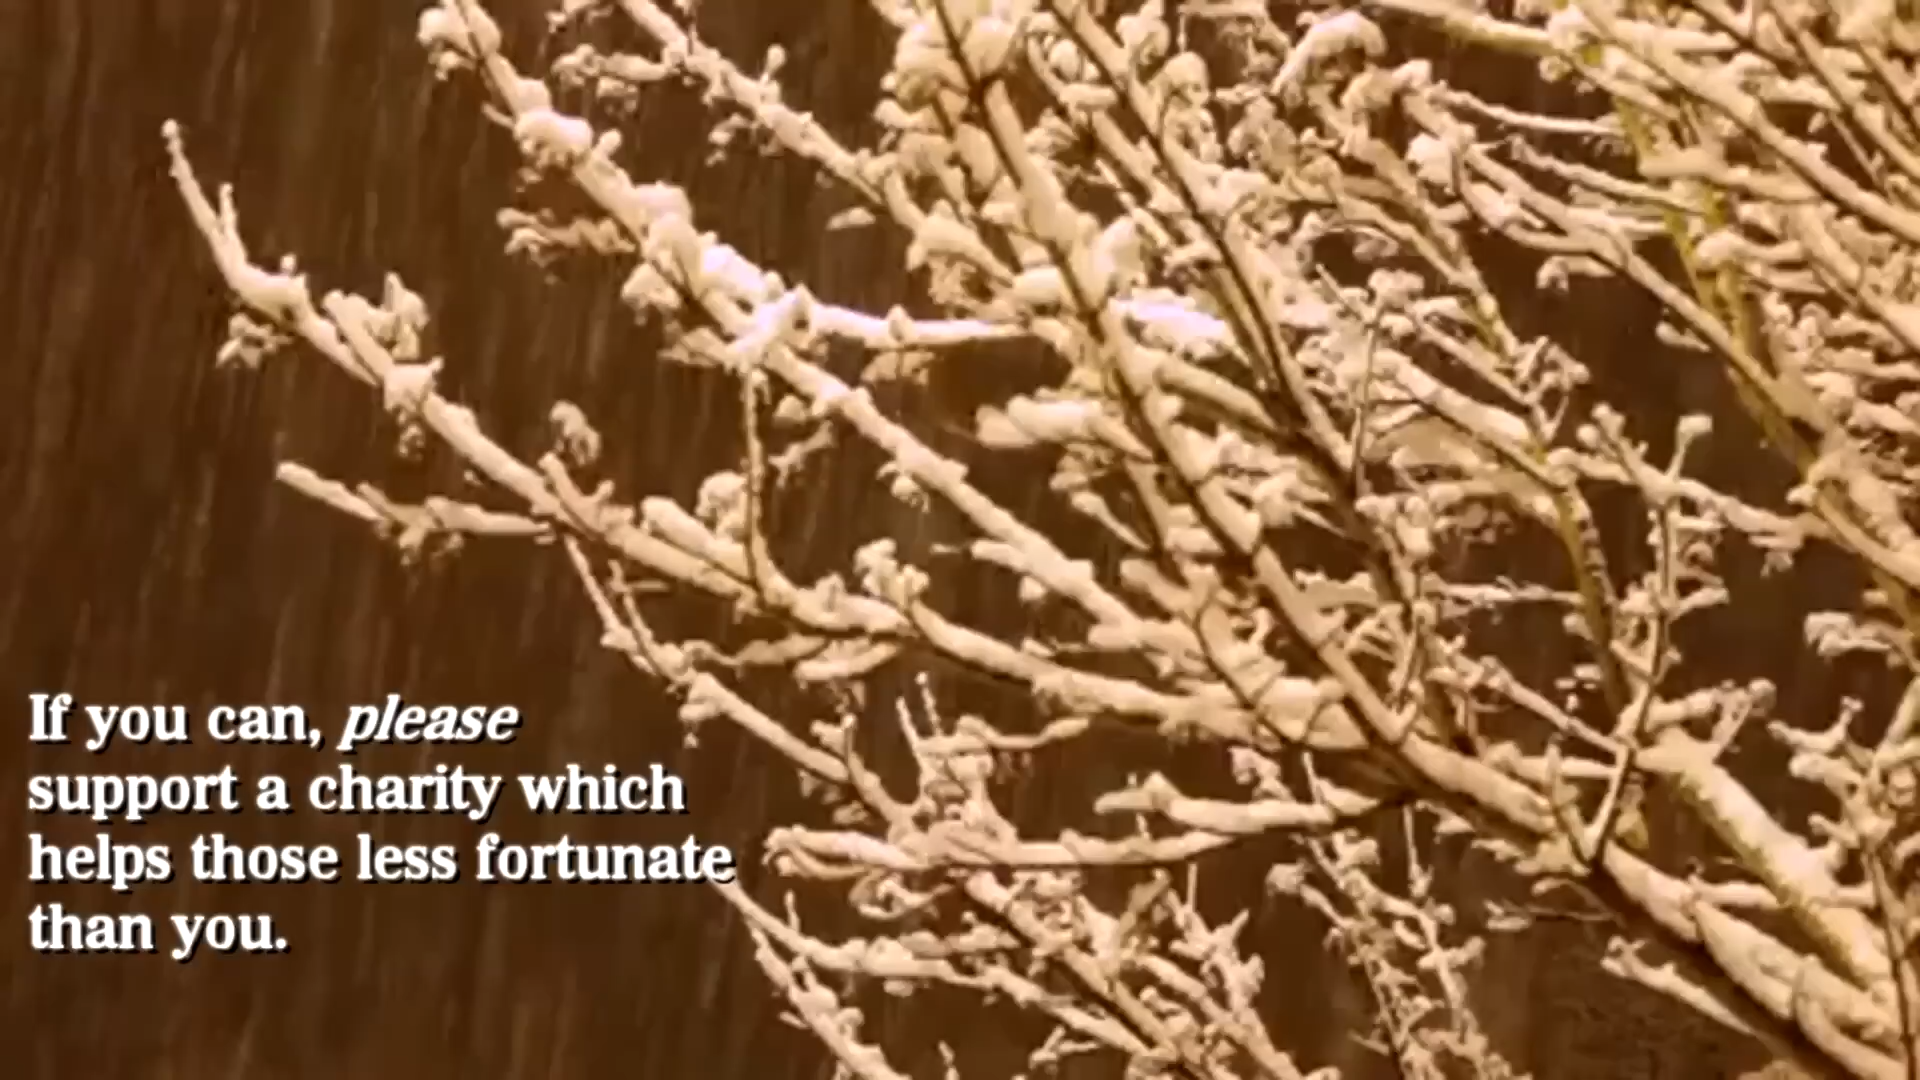 If you can, please
support a charity which
helps those less fortunate
than you.